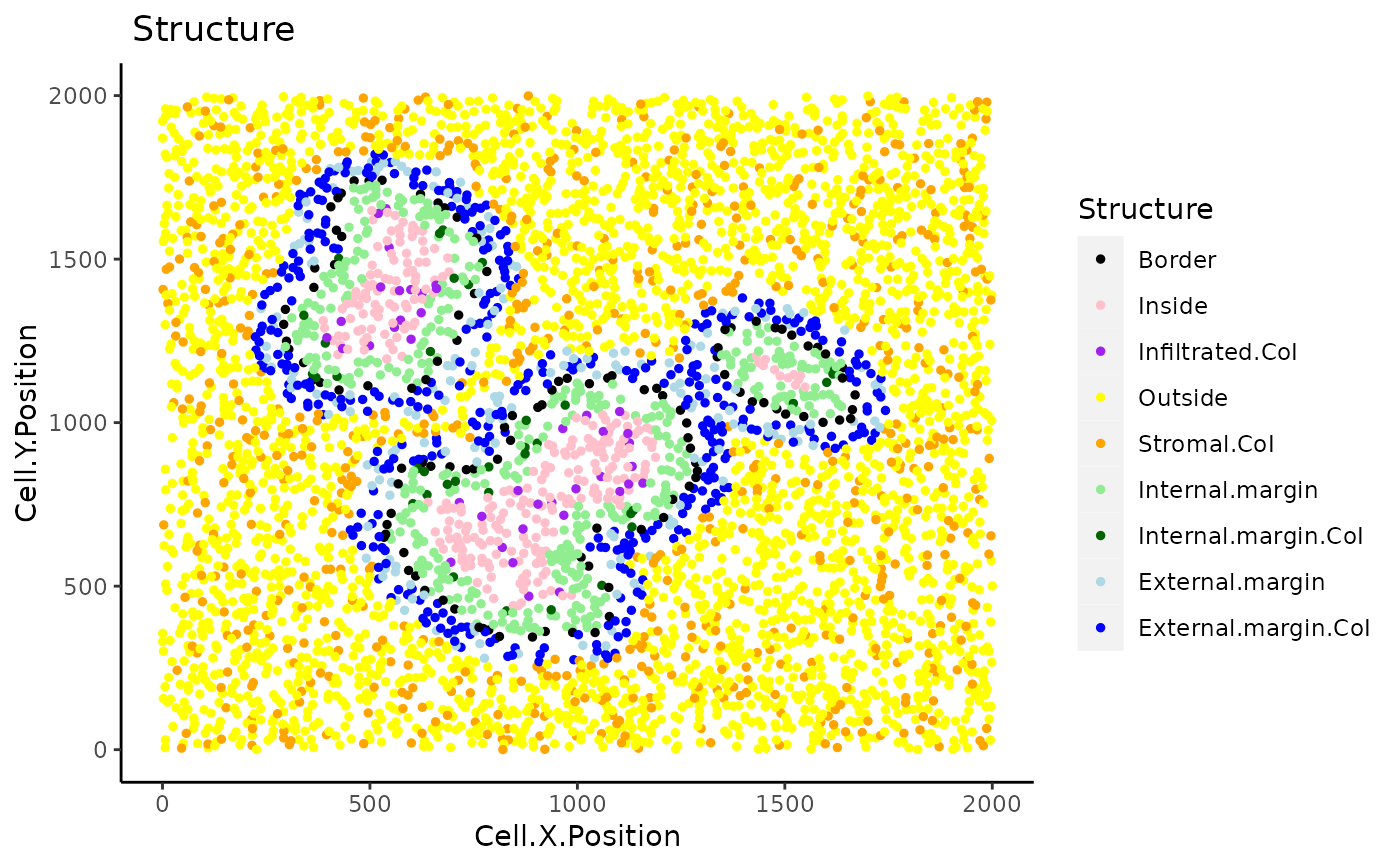 Structure
2000
1500
1000
500
0
Cell.Y.Position
0 500 1000 1500 2000
Cell.X.Position
Structure
Border
Inside
Infiltrated.CoI
Outside
Stromal.CoI
Internal.margin
Internal.margin.CoI
External.margin
External.margin.CoI